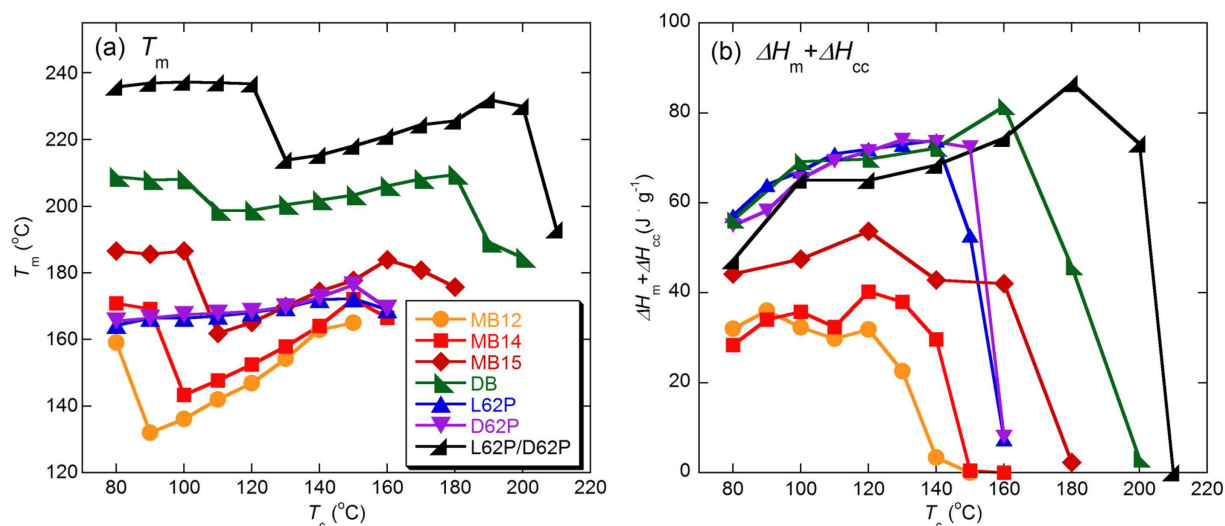 (a) Tm
Tm (°C)
240
220
200
180
160
140
120
80 100 120 140 160 180 200 220
Ts (°C)
MB12
MB14
MB15
DB
L62P
D62P
L62P/D62P
(b) ΔHm+ΔHcc
ΔHm+ΔHcc(J · g-1)
100
80
60
40
20
0
80 100 120 140 160 180 200 220
(°C)